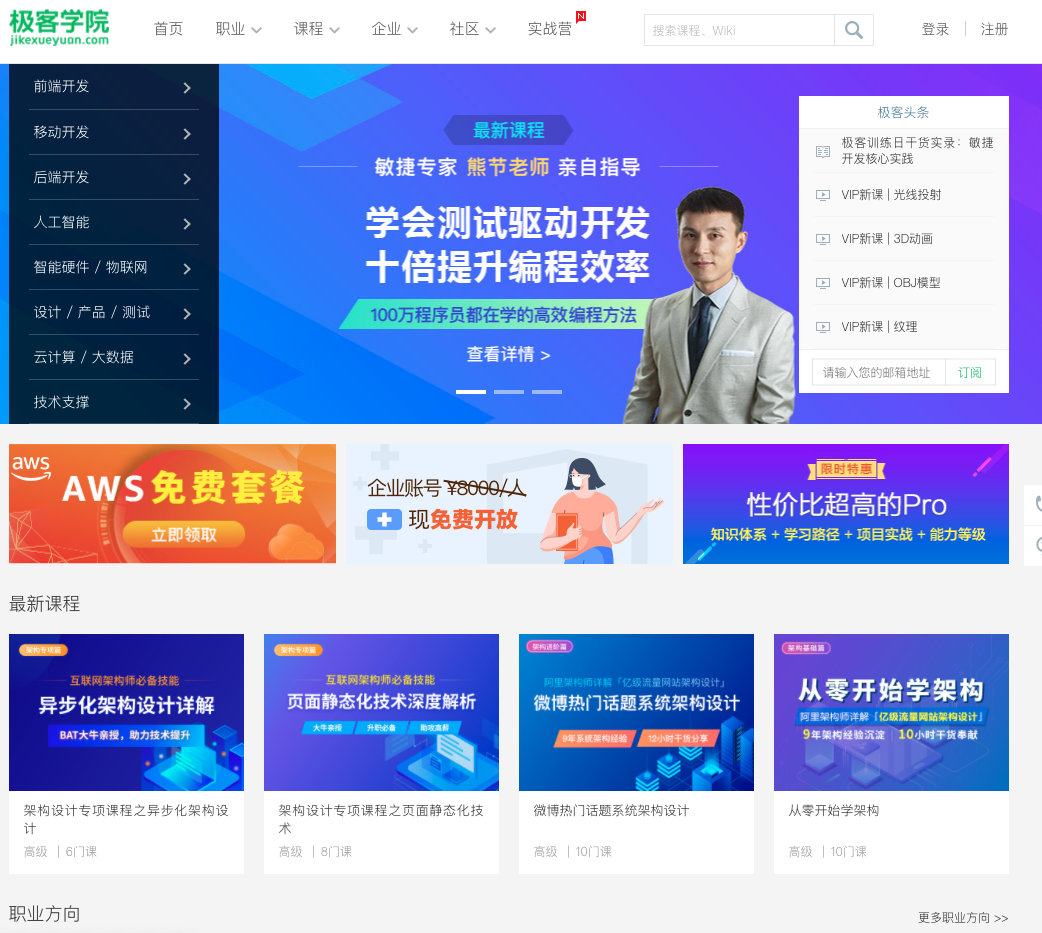 极客学院
jikexueyuan.com
首页
职业
课程
企业
社区
实战营
N
搜索课程、Wiki
登录
注册
前端开发
移动开发
后端开发
人工智能
智能硬件 / 物联网
设计 / 产品 / 测试
云计算 / 大数据
技术支撑
最新课程
敏捷专家 熊节老师 亲自指导
学会测试驱动开发
十倍提升编程效率
100万程序员都在学的高效编程方法
查看详情 >
极客头条
极客训练日干货实录：敏捷
开发核心实践
VIP新课 | 光线投射
VIP新课 | 3D动画
VIP新课 | OBJ模型
VIP新课 | 纹理
请输入您的邮箱地址
订阅
aws
AWS 免费套餐
立即领取
企业账号 ¥8000/人
现免费开放
限时特惠
性价比超高的Pro
知识体系 + 学习路径 + 项目实战 + 能力等级
最新课程
架构专项篇
互联网架构师必备技能
异步化架构设计详解
BAT大牛亲授，助力技术提升
架构设计专项课程之异步化架构设
计
高级 | 6门课
架构专项篇
互联网架构师必备技能
页面静态化技术深度解析
大牛亲授
升职必备
助攻高薪
架构设计专项课程之页面静态化技
术
高级 | 8门课
架构进阶篇
阿里架构师详解「亿级流量网站架构设计」
微博热门话题系统架构设计
9年系统架构经验
12小时干货分享
微博热门话题系统架构设计
高级 | 10门课
架构基础篇
从零开始学架构
阿里架构师详解「亿级流量网站架构设计」
9年架构经验沉淀 | 10小时干货奉献
从零开始学架构
高级 | 10门课
职业方向
更多职业方向 >>